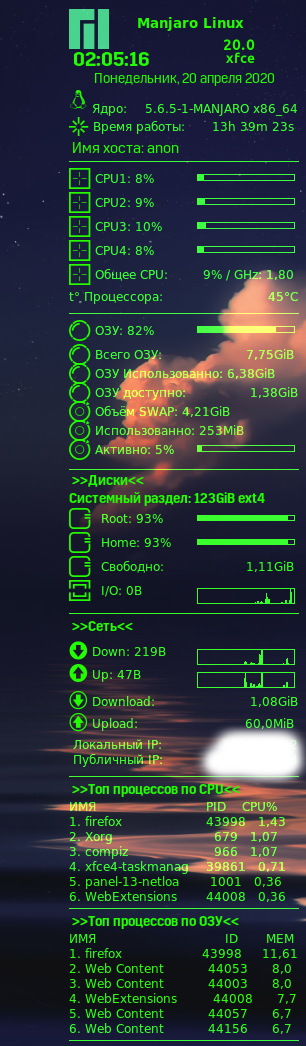 Manjaro Linux
02:05:16
20.0
xfce
Понедельник, 20 апреля 2020
Ядро: 5.6.5-1-MANJARO x86_64
Время работы: 13h 39m 23s
Имя хоста: anon
CPU1: 8%
CPU2: 9%
CPU3: 10%
CPU4: 8%
Общее CPU: 9% / GHz: 1,80
t° Процессора: 45°C
ОЗУ: 82%
Всего ОЗУ: 7,75GiB
ОЗУ Использованно: 6,38GiB
ОЗУ доступно: 1,38GiB
Объём SWAP: 4,21GiB
Использованно: 253MiB
Активно: 5%
>>Диски<<
Системный раздел: 123GiB ext4
Root: 93%
Home: 93%
Свободно: 1,11GiB
I/O: 0B
>>Сеть<<
Down: 219B
Up: 47B
Download: 1,08GiB
Upload: 60,0MiB
Локальный IP:
Публичный IP:
>>Топ процессов по CPU<<
ИМЯ PID CPU%
1. firefox 43998 1,43
2. Xorg 679 1,07
3. compiz 966 1,07
4. xfce4-taskmanag 39861 0,71
5. panel-13-netloa 1001 0,36
6. WebExtensions 44008 0,36
>>Топ процессов по ОЗУ<<
ИМЯ ID MEM
1. firefox 43998 11,61
2. Web Content 44053 8,0
3. Web Content 44003 8,0
4. WebExtensions 44008 7,7
5. Web Content 44057 6,7
6. Web Content 44156 6,7